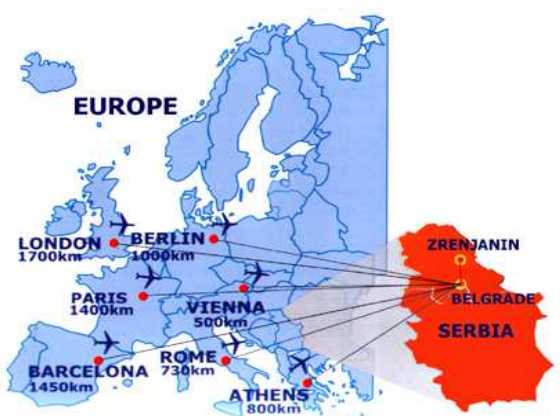 EUROPE
LONDON
1700km
BERLIN
1000km
PARIS
1400km
VIENNA
500km
BARCELONA
1450km
ROME
730km
ATHENS
800km
ZRENJANIN
BELGRADE
SERBIA